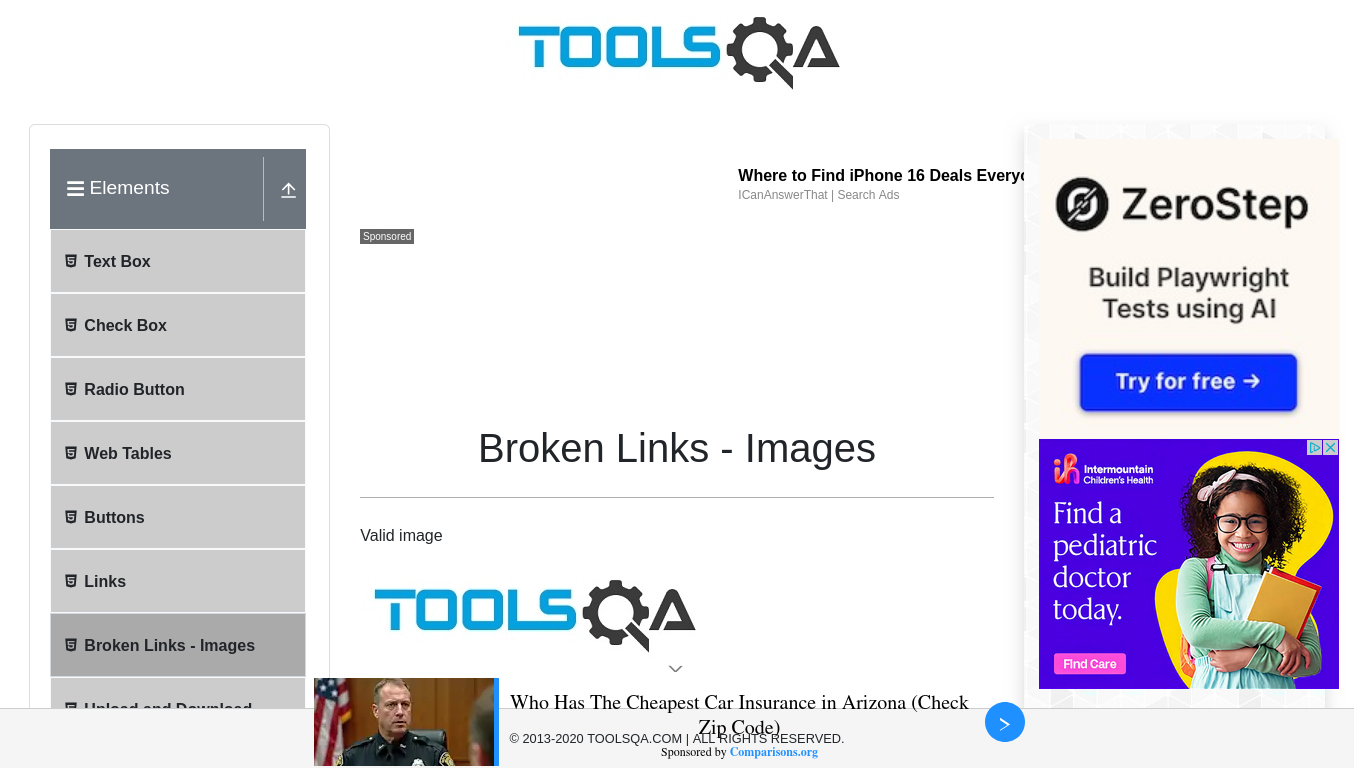 TOOLSQA
Elements
Text Box
Check Box
Radio Button
Web Tables
Buttons
Links
Broken Links - Images
Upload and Download
Where to Find iPhone 16 Deals Everyo
ICanAnswerThat | Search Ads
Sponsored
Broken Links - Images
Valid image
TOOLSQA
ZeroStep
Build Playwright
Tests using AI
Try for free →
Intermountain
Children's Health
Find a
pediatric
doctor
today.
Find Care
Who Has The Cheapest Car Insurance in Arizona (Check
Zip Code)
© 2013-2020 TOOLSQA.COM | ALL RIGHTS RESERVED.
Sponsored by Comparisons.org